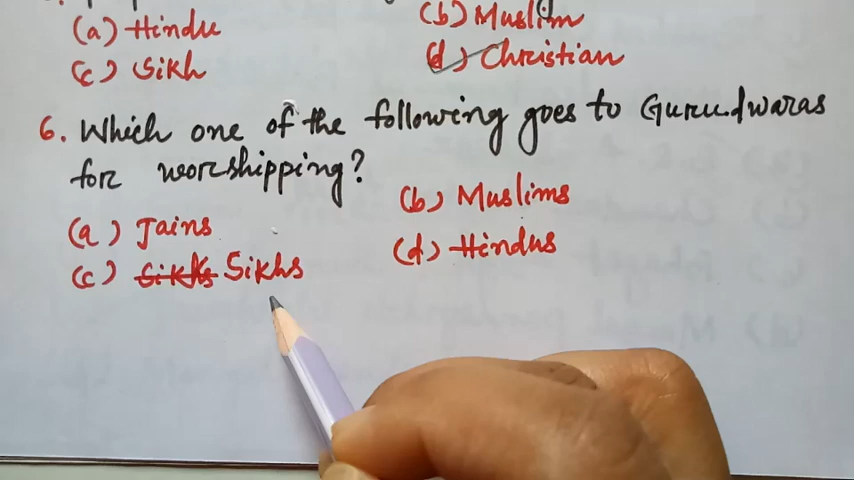 (a) Hindu (b) Muslim
(c) Sikh (d) Christian
6. Which one of the following goes to Gurudwaras
for worshipping?
(a) Jains (b) Muslims
(c) Sikhs Sikhs (d) Hindus